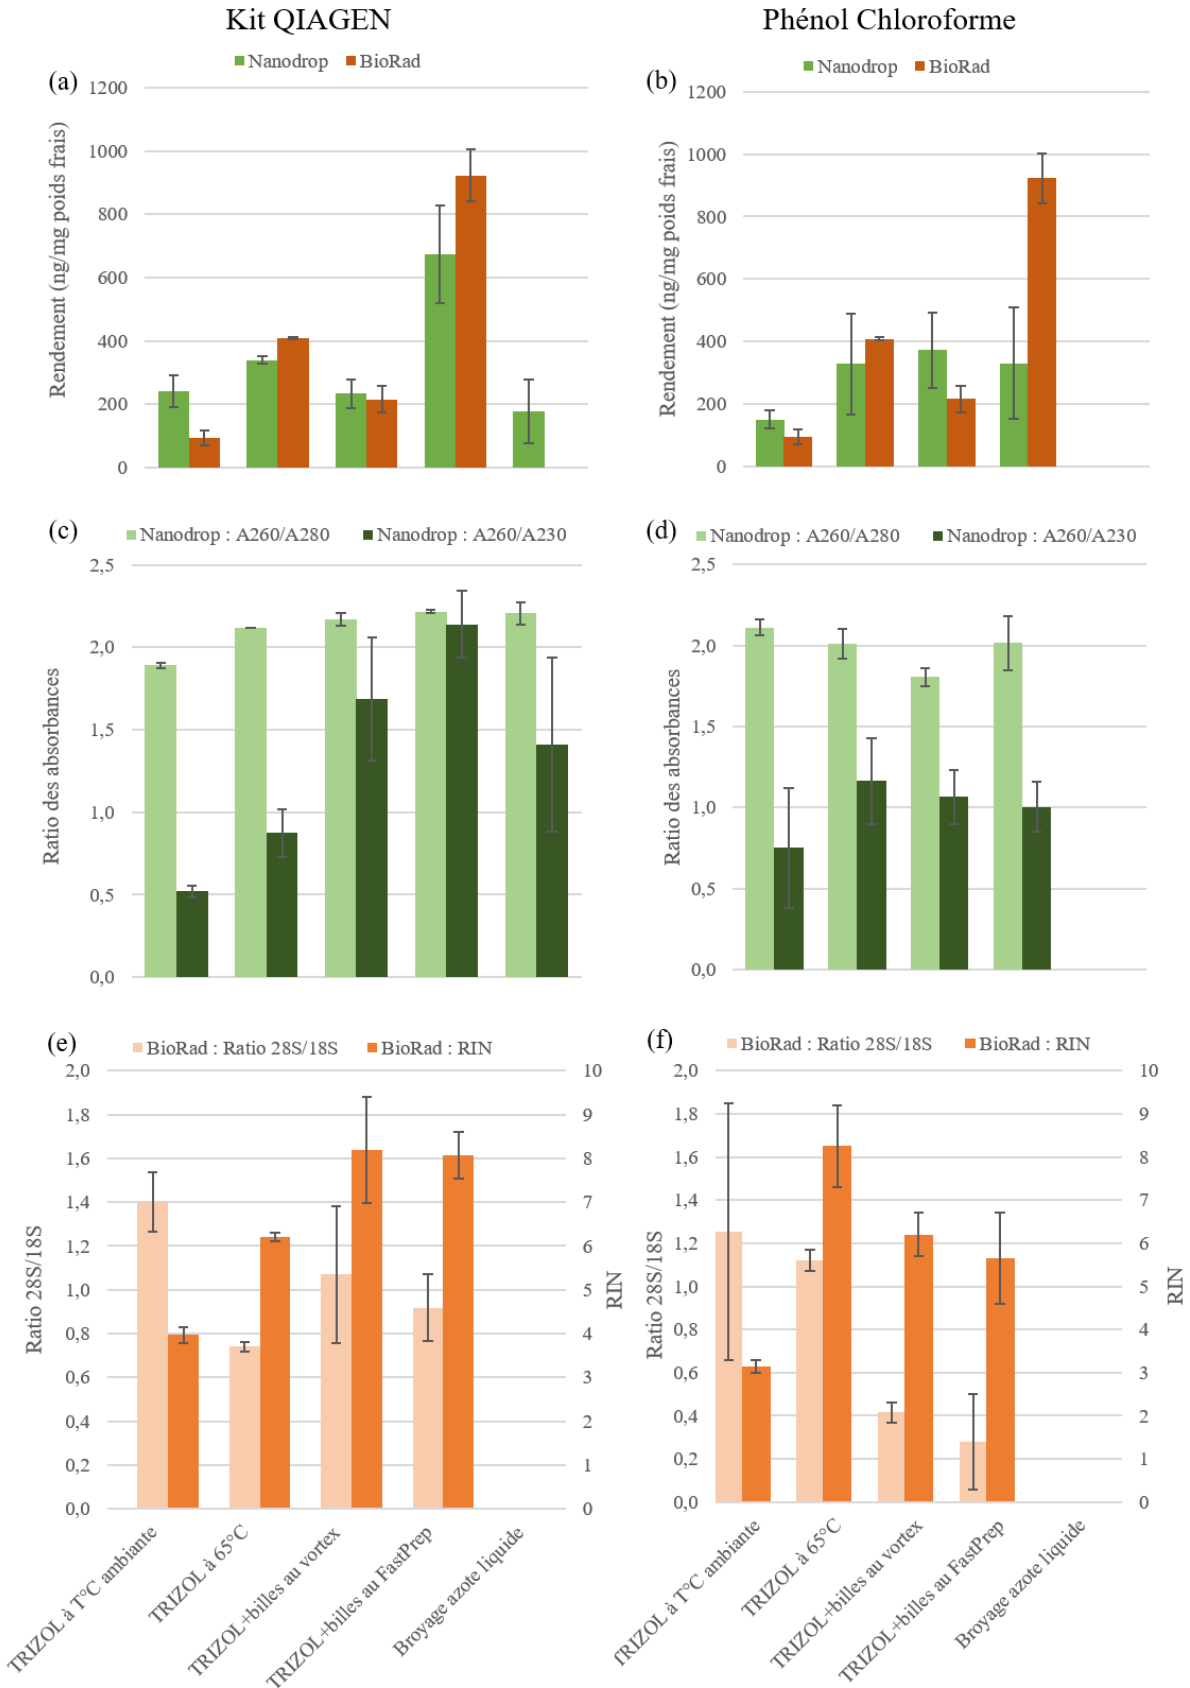 Kit QIAGEN
Phénol Chloroforme
(a)
Nanodrop BioRad
Rendement (ng/mg poids frais)
1200
1000
800
600
400
200
0
(b)
Nanodrop BioRad
Rendement (ng/mg poids frais)
1200
1000
800
600
400
200
0
(c)
Nanodrop : A260/A280 Nanodrop : A260/A230
Ratio des absorbances
2,5
2,0
1,5
1,0
0,5
0,0
(d)
Nanodrop : A260/A280 Nanodrop : A260/A230
Ratio des absorbances
2,5
2,0
1,5
1,0
0,5
0,0
(e)
BioRad : Ratio 28S/18S BioRad : RIN
Ratio 28S/18S
2,0
1,8
1,6
1,4
1,2
1,0
0,8
0,6
0,4
0,2
0,0
10
9
8
7
6
5
4
3
2
1
0
RIN
TRIZOL à T°C ambiante
TRIZOL à 65°C
TRIZOL+billes au vortex
TRIZOL+billes au FastPrep
Broyage azote liquide
(f)
BioRad : Ratio 28S/18S BioRad : RIN
Ratio 28S/18S
2,0
1,8
1,6
1,4
1,2
1,0
0,8
0,6
0,4
0,2
0,0
10
9
8
7
6
5
4
3
2
1
0
RIN
TRIZOL à T°C ambiante
TRIZOL à 65°C
TRIZOL+billes au vortex
TRIZOL+billes au FastPrep
Broyage azote liquide